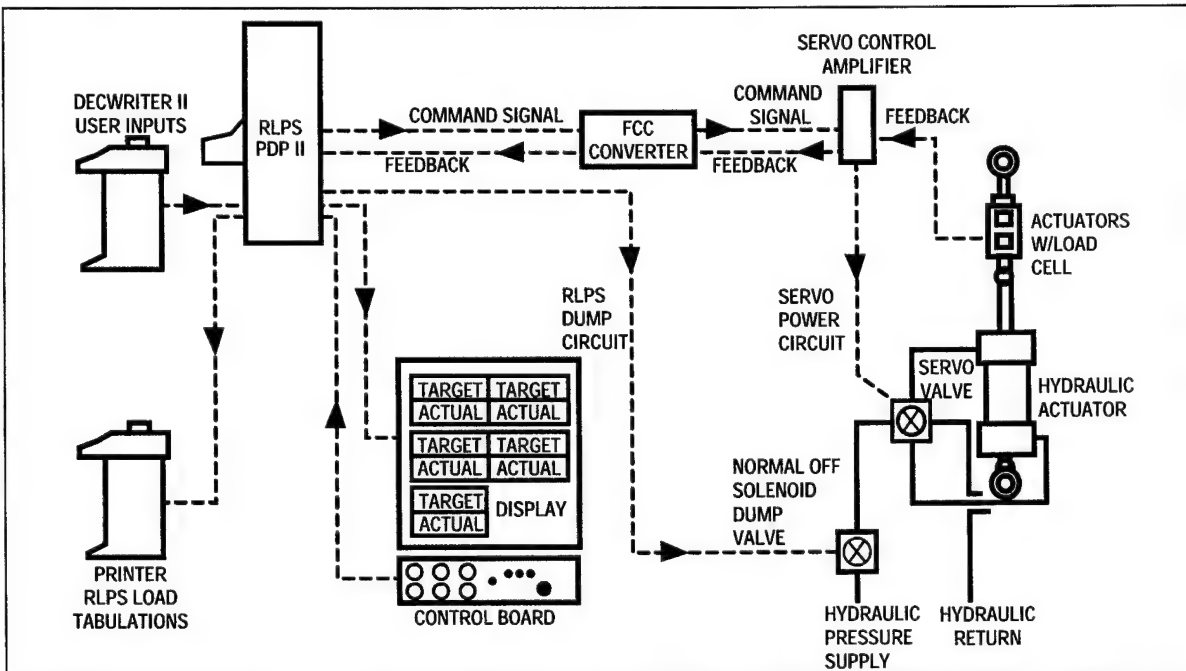 DECWRITER II
USER INPUTS
RLPS
PDP II
COMMAND SIGNAL
FEEDBACK
FCC
CONVERTER
COMMAND
SIGNAL
FEEDBACK
SERVO CONTROL
AMPLIFIER
FEEDBACK
ACTUATORS
W/LOAD
CELL
RLPS
DUMP
CIRCUIT
SERVO
POWER
CIRCUIT
SERVO
VALVE
HYDRAULIC
ACTUATOR
TARGET TARGET
ACTUAL ACTUAL
TARGET TARGET
ACTUAL ACTUAL
TARGET
ACTUAL
DISPLAY
NORMAL OFF
SOLENOID
DUMP
VALVE
PRINTER
RLPS LOAD
TABULATIONS
CONTROL BOARD
HYDRAULIC
PRESSURE
SUPPLY
HYDRAULIC
RETURN